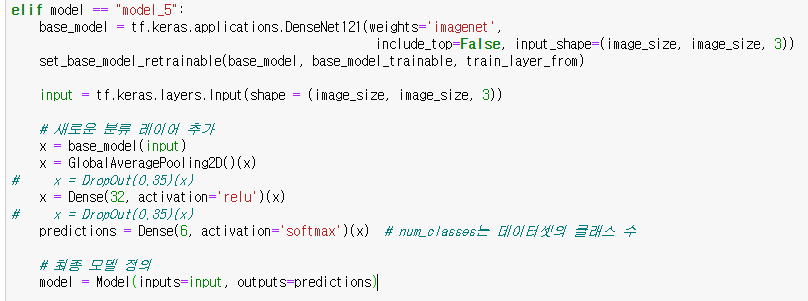 elif model == "model_5":
    base_model = tf.keras.applications.DenseNet121(weights='imagenet',
                                                   include_top=False, input_shape=(image_size, image_size, 3))
    set_base_model_retrainable(base_model, base_model_trainable, train_layer_from)

    input = tf.keras.layers.Input(shape = (image_size, image_size, 3))

    # 새로운 분류 레이어 추가
    x = base_model(input)
    x = GlobalAveragePooling2D()(x)
#     x = DropOut(0.35)(x)
    x = Dense(32, activation='relu')(x)
#     x = DropOut(0.35)(x)
    predictions = Dense(6, activation='softmax')(x)  # num_classes는 데이터셋의 클래스 수

    # 최종 모델 정의
    model = Model(inputs=input, outputs=predictions)